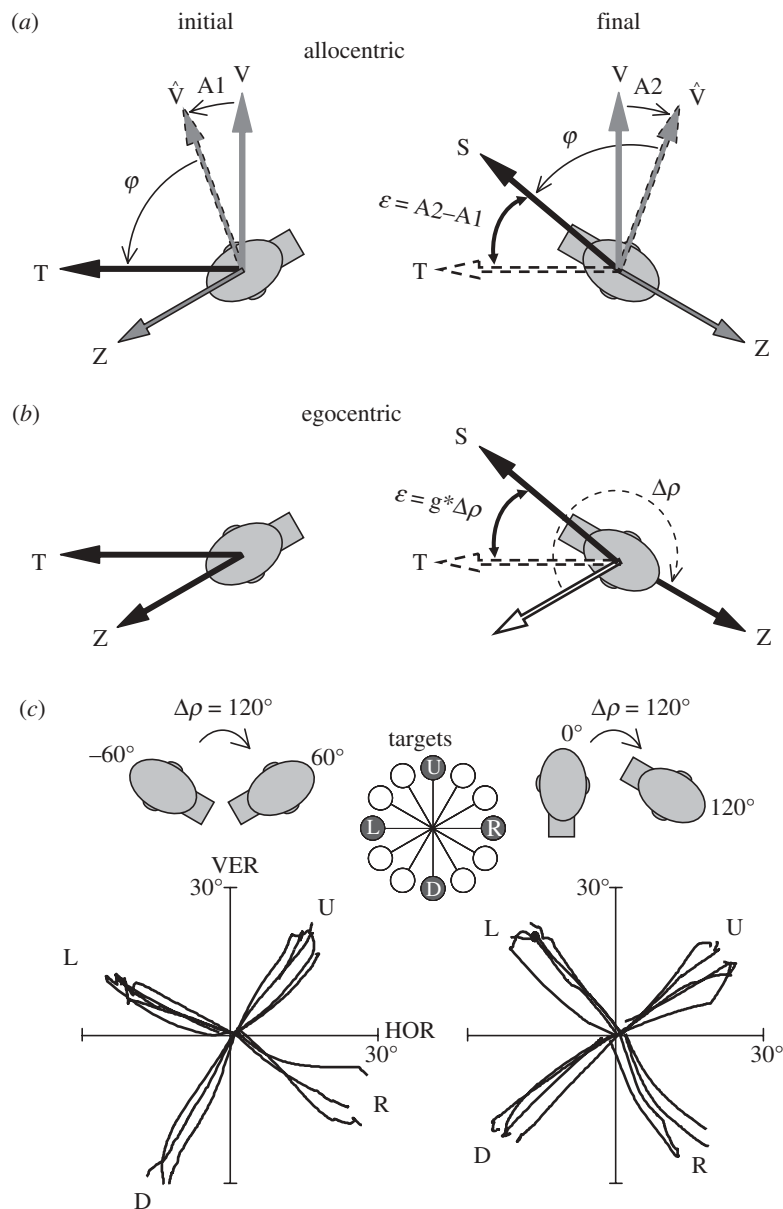 (a) initial final
allocentric
V̂ A1 V V A2 V̂
φ S φ
ε = A2–A1
T T
Z Z
(b) egocentric
S
ε = g*Δρ Δρ
T T
Z Z
(c) Δρ = 120° Δρ = 120°
–60° 60° targets 0° 120°
U
L R
D
VER
30° 30°
U L U
L
HOR
30° 30°
R
D D R